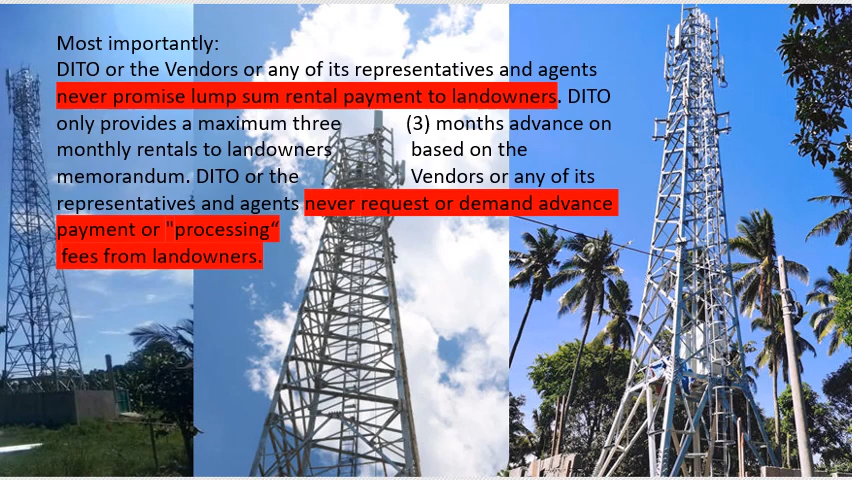 Most importantly:
DITO or the Vendors or any of its representatives and agents
never promise lump sum rental payment to landowners. DITO
only provides a maximum three (3) months advance on
monthly rentals to landowners based on the
memorandum. DITO or the Vendors or any of its
representatives and agents never request or demand advance
payment or "processing“
fees from landowners.